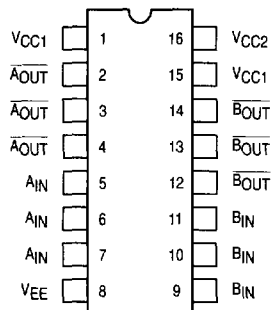 VCC1 1 16 VCC2
AOUT 2 15 VCC1
AOUT 3 14 BOUT
AOUT 4 13 BOUT
AIN 5 12 BOUT
AIN 6 11 BIN
AIN 7 10 BIN
VEE 8 9 BIN